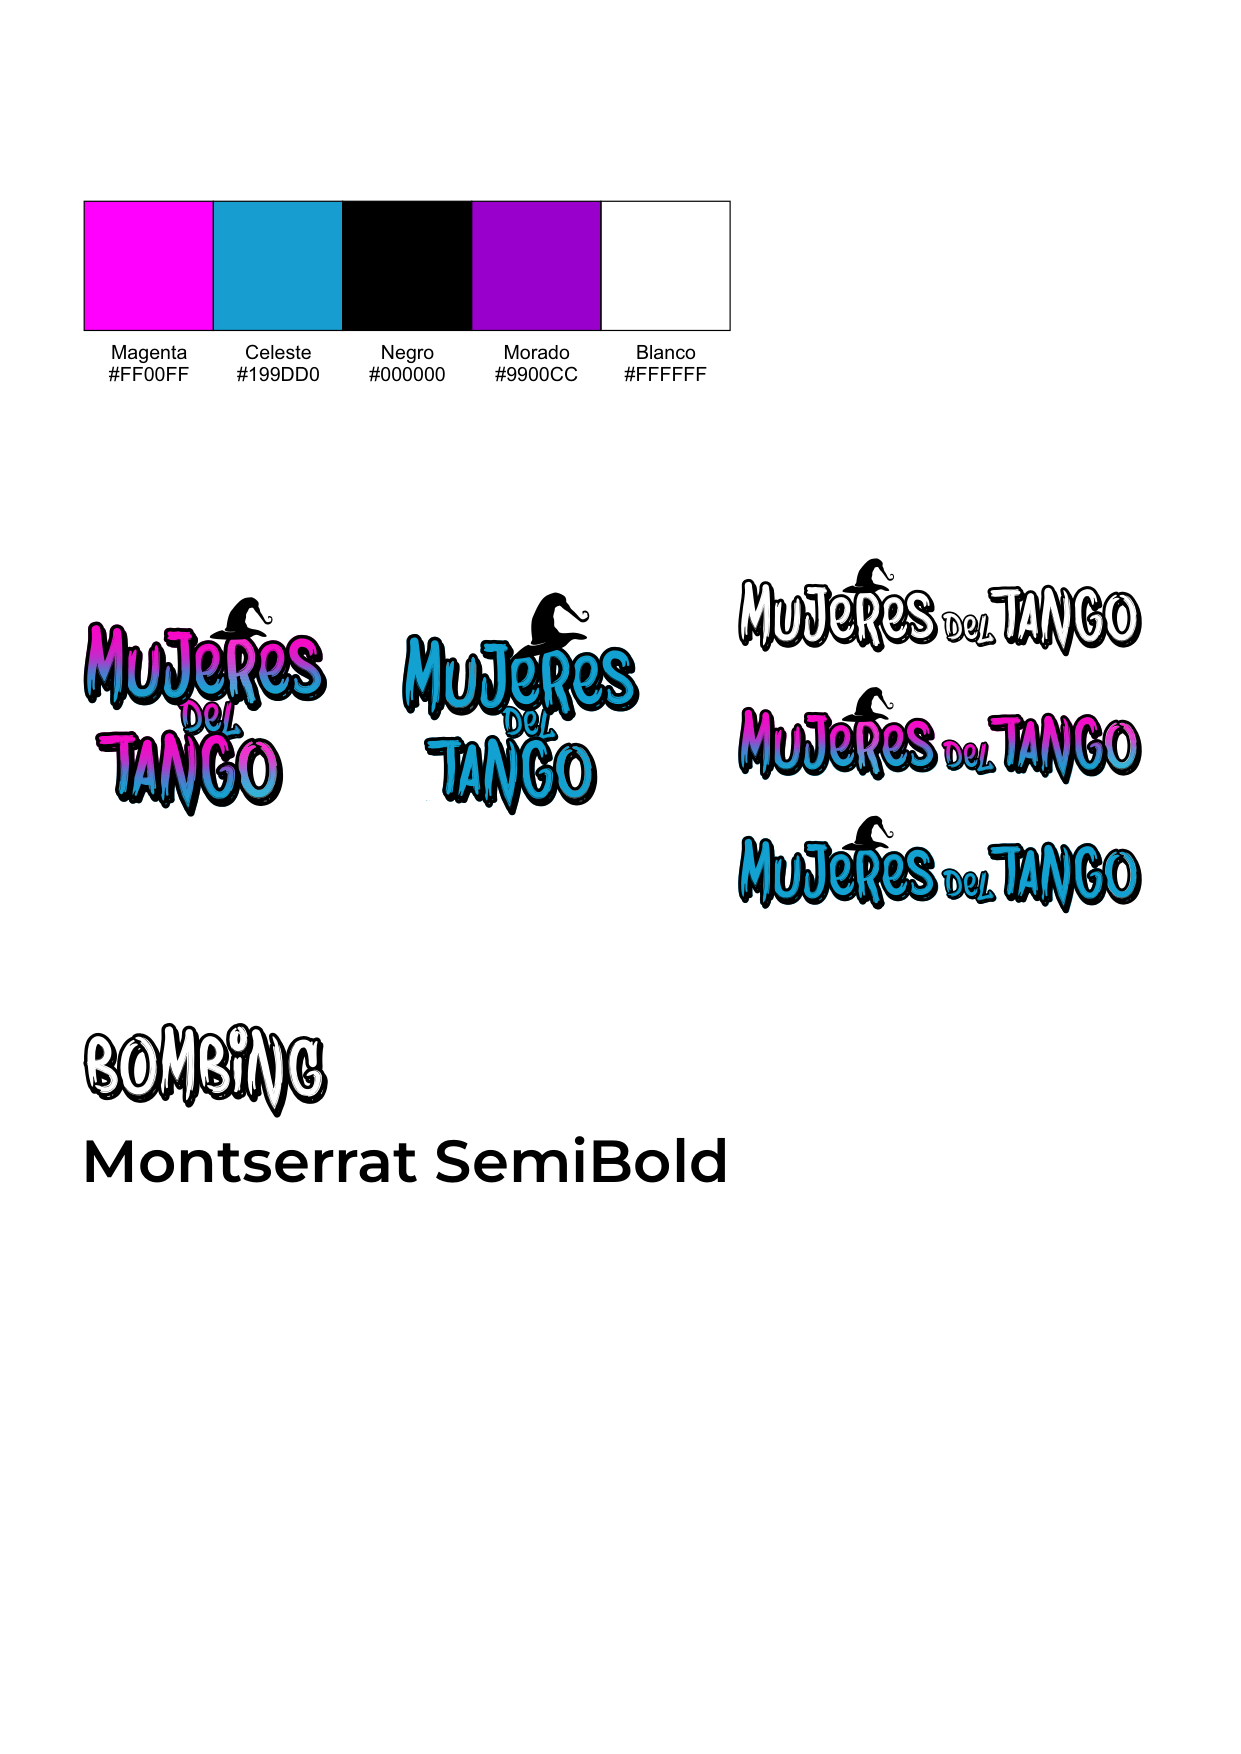 Magenta Celeste Negro Morado Blanco
#FF00FF #199DD0 #000000 #9900CC #FFFFFF
MUJeReS
DeL
TANGO
MUJeReS
DeL
TANGO
MUJeReS DeL TANGO
MUJeReS DeL TANGO
MUJeReS DeL TANGO
BOMBiNG
Montserrat SemiBold